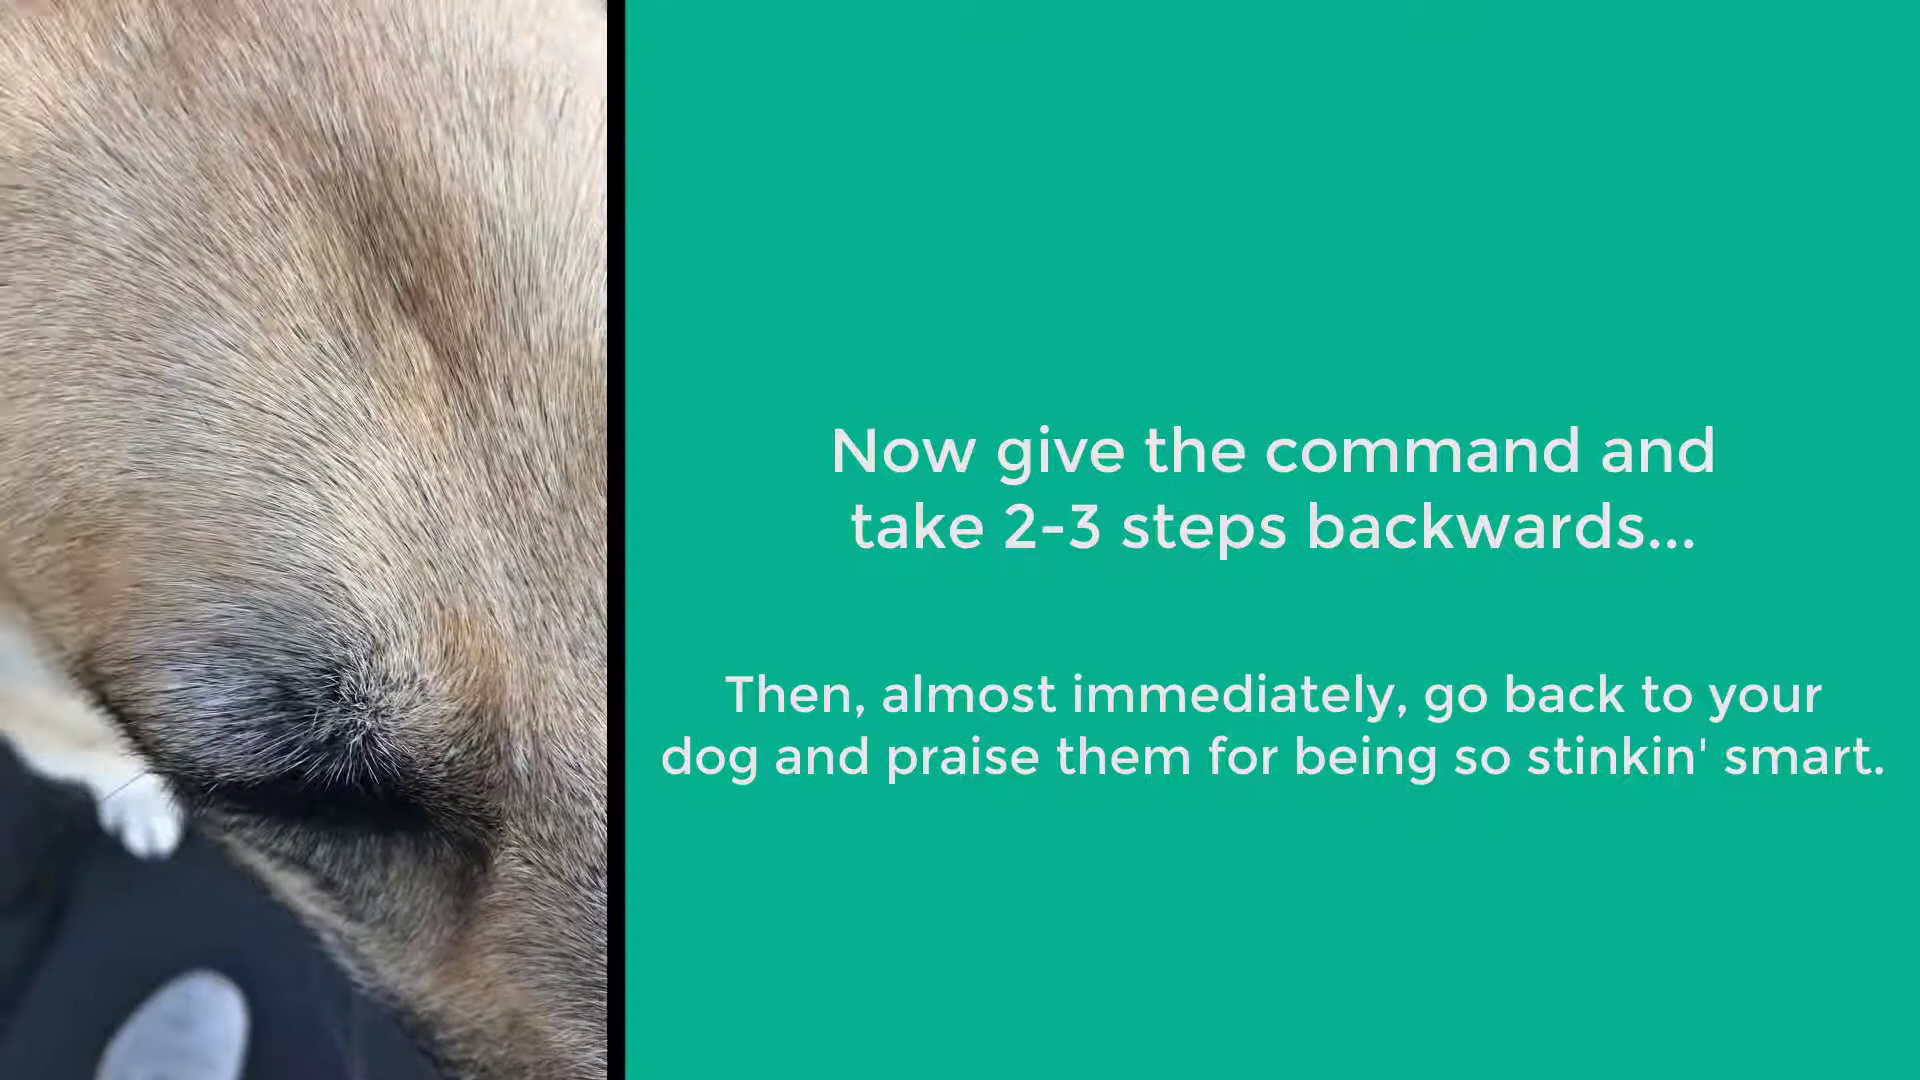 Now give the command and
take 2-3 steps backwards...
Then, almost immediately, go back to your
dog and praise them for being so stinkin' smart.